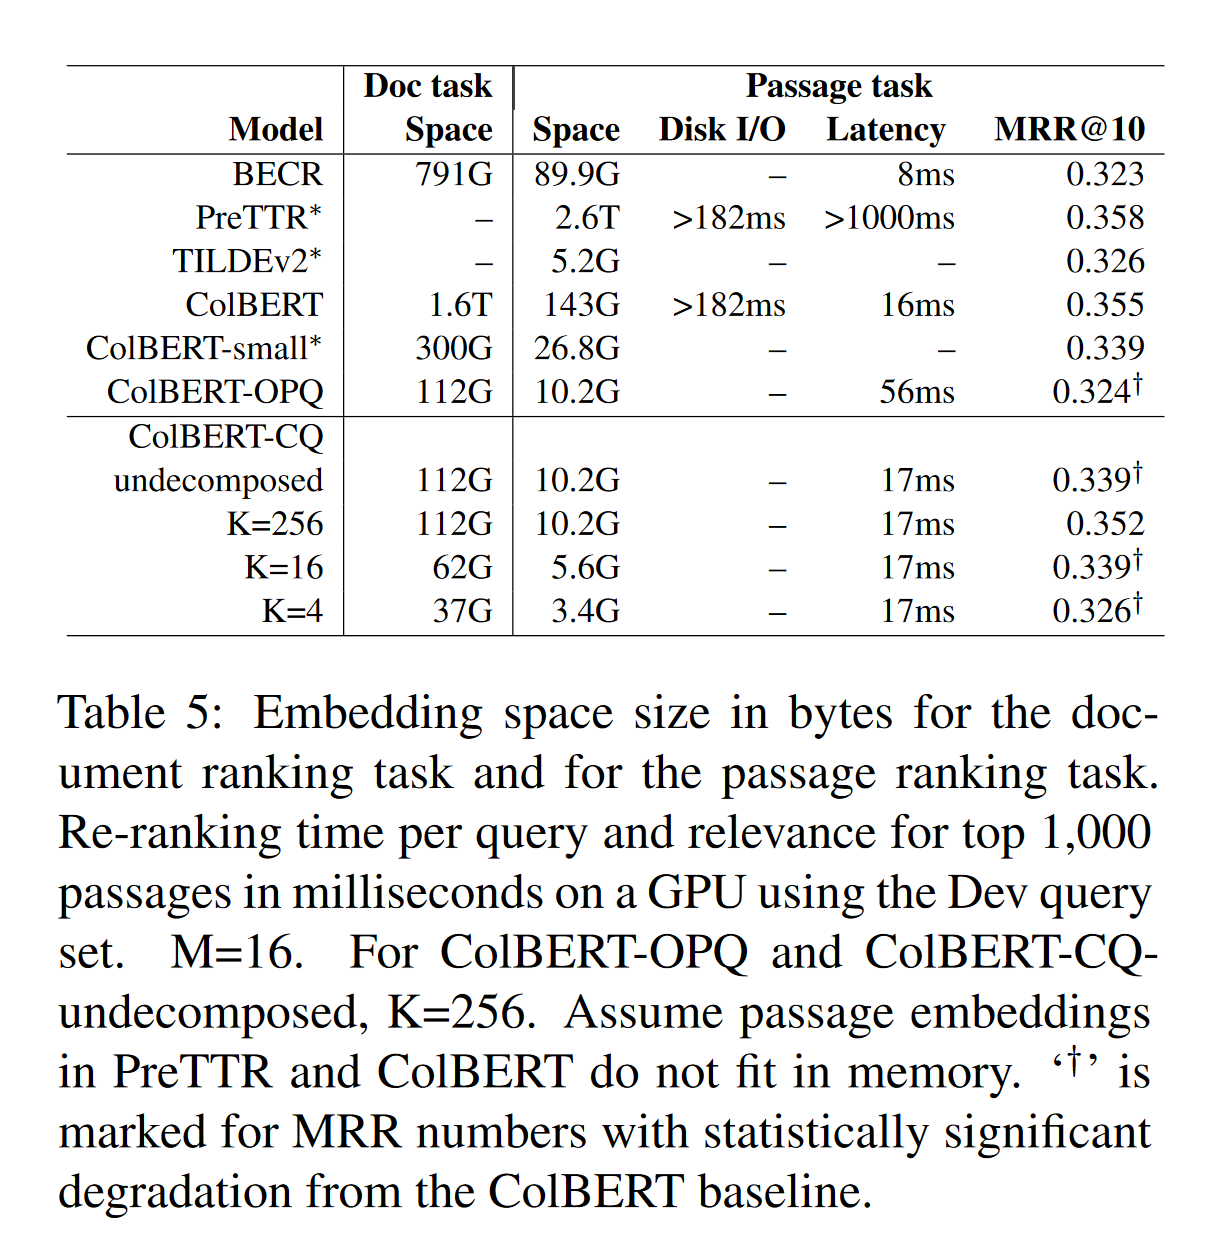 Doc task Passage task
Model Space Space Disk I/O Latency MRR@10
BECR 791G 89.9G – 8ms 0.323
PreTTR* – 2.6T >182ms >1000ms 0.358
TILDEv2* – 5.2G – – 0.326
ColBERT 1.6T 143G >182ms 16ms 0.355
ColBERT-small* 300G 26.8G – – 0.339
ColBERT-OPQ 112G 10.2G – 56ms 0.324†
ColBERT-CQ
undecomposed 112G 10.2G – 17ms 0.339†
K=256 112G 10.2G – 17ms 0.352
K=16 62G 5.6G – 17ms 0.339†
K=4 37G 3.4G – 17ms 0.326†
Table 5: Embedding space size in bytes for the doc-
ument ranking task and for the passage ranking task.
Re-ranking time per query and relevance for top 1,000
passages in milliseconds on a GPU using the Dev query
set. M=16. For ColBERT-OPQ and ColBERT-CQ-
undecomposed, K=256. Assume passage embeddings
in PreTTR and ColBERT do not fit in memory. ‘†’ is
marked for MRR numbers with statistically significant
degradation from the ColBERT baseline.